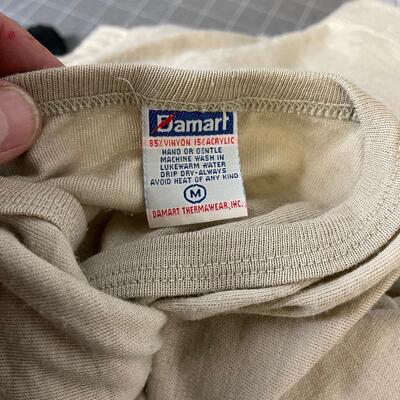 Damart
85% VINYON 15% ACRYLIC
HAND OR GENTLE
MACHINE WASH IN
LUKEWARM WATER
DRIP DRY-ALWAYS
AVOID HEAT OF ANY KIND
M
DAMART THERMAWEAR, INC.